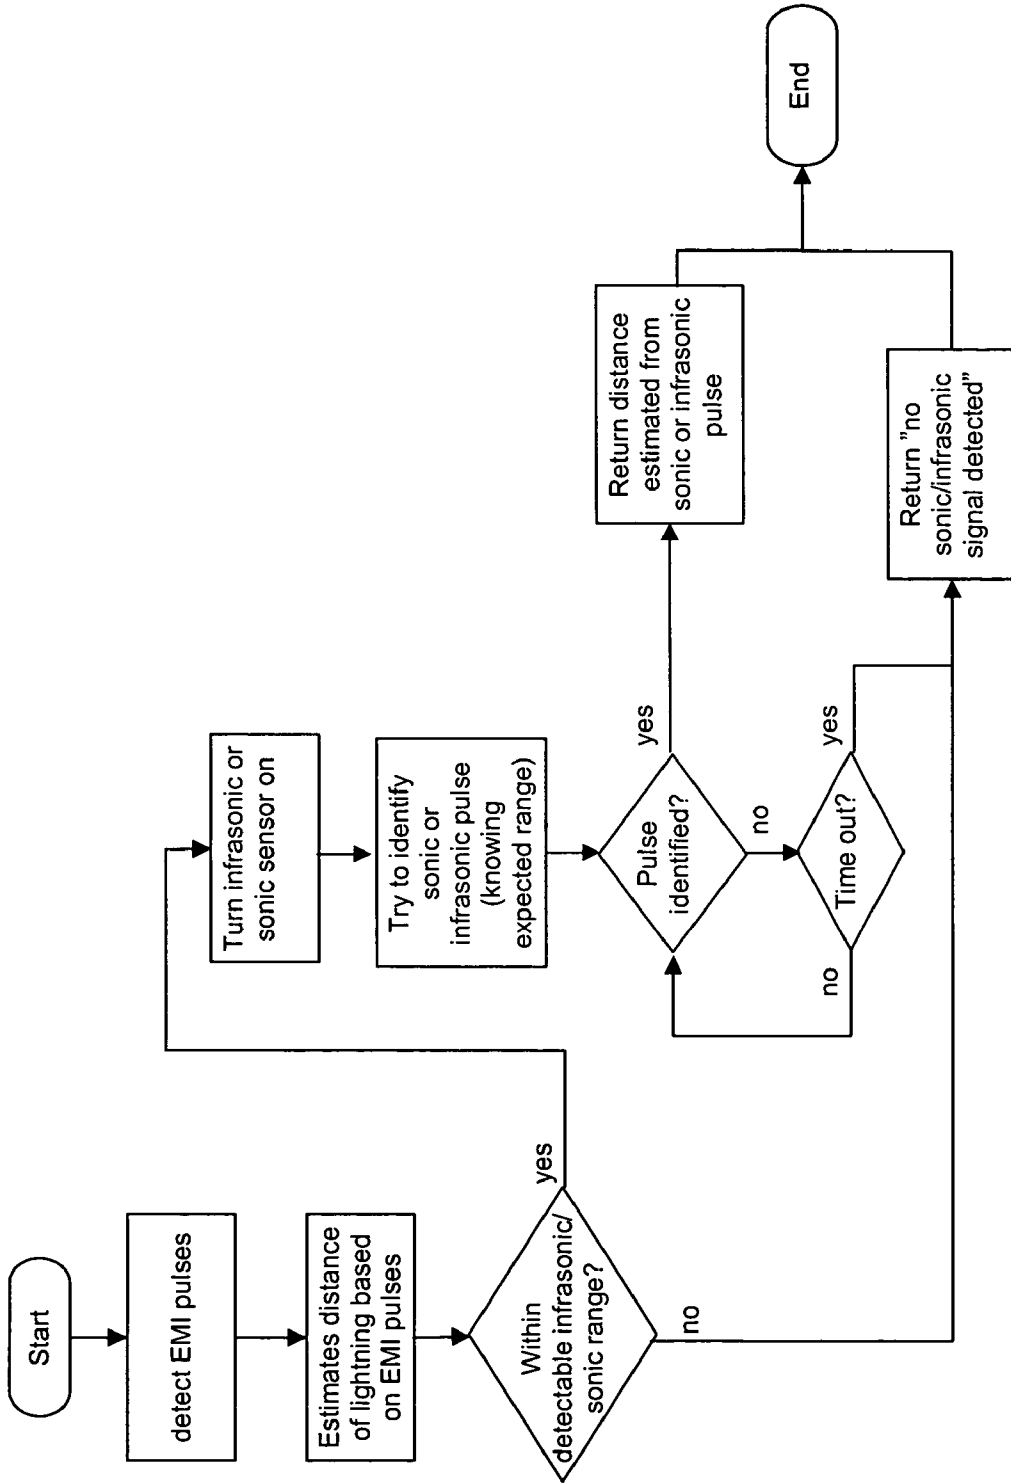 Start
detect EMI pulses
Estimates distance
of lightning based
on EMI pulses
Within
detectable infrasonic/
sonic range?
yes
no
Turn infrasonic or
sonic sensor on
Try to identify
sonic or
infrasonic pulse
(knowing
expected range)
Pulse
identified?
yes
no
Time out?
yes
no
Return distance
estimated from
sonic or infrasonic
pulse
Return "no
sonic/infrasonic
signal detected"
End